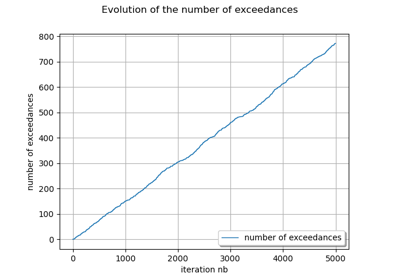 Evolution of the number of exceedances
800
700
600
500
400
300
200
100
0
number of exceedances
number of exceedances
0 1000 2000 3000 4000 5000
iteration nb